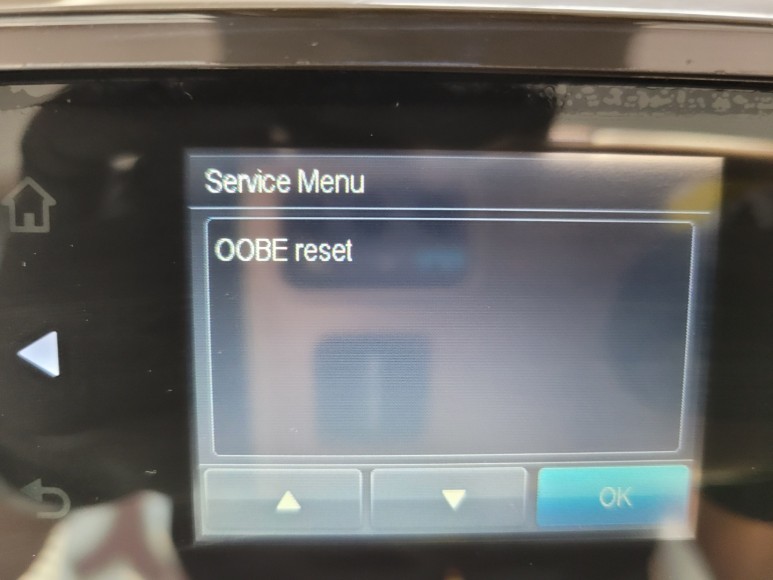 Service Menu
OOBE reset
OK